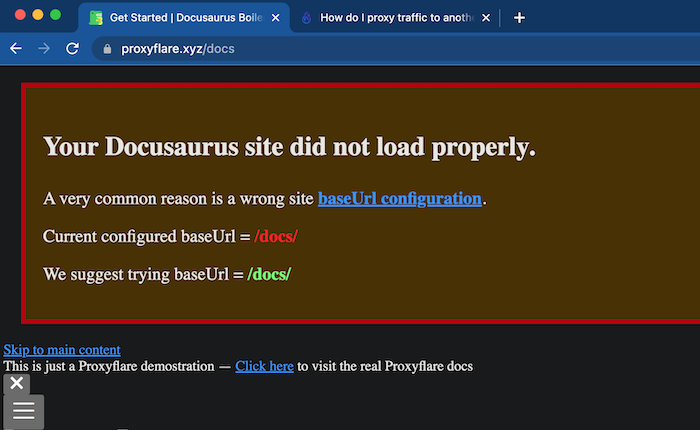 Get Started | Docusaurus Boile
How do I proxy traffic to anoth
proxyflare.xyz/docs
Your Docusaurus site did not load properly.
A very common reason is a wrong site baseUrl configuration.
Current configured baseUrl = /docs/
We suggest trying baseUrl = /docs/
Skip to main content
This is just a Proxyflare demostration — Click here to visit the real Proxyflare docs